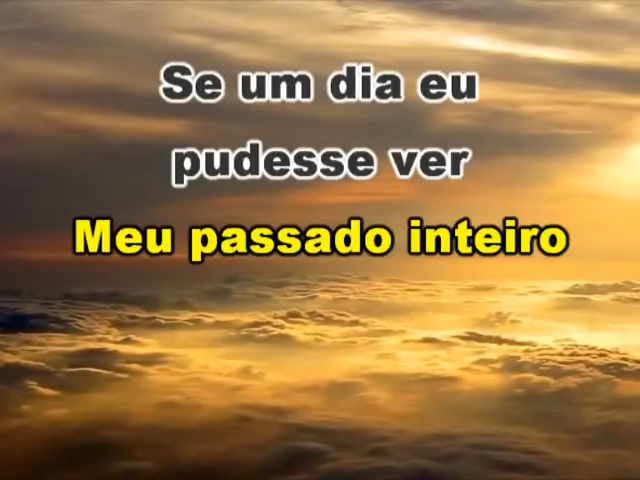 Se um dia eu
pudesse ver
Meu passado inteiro